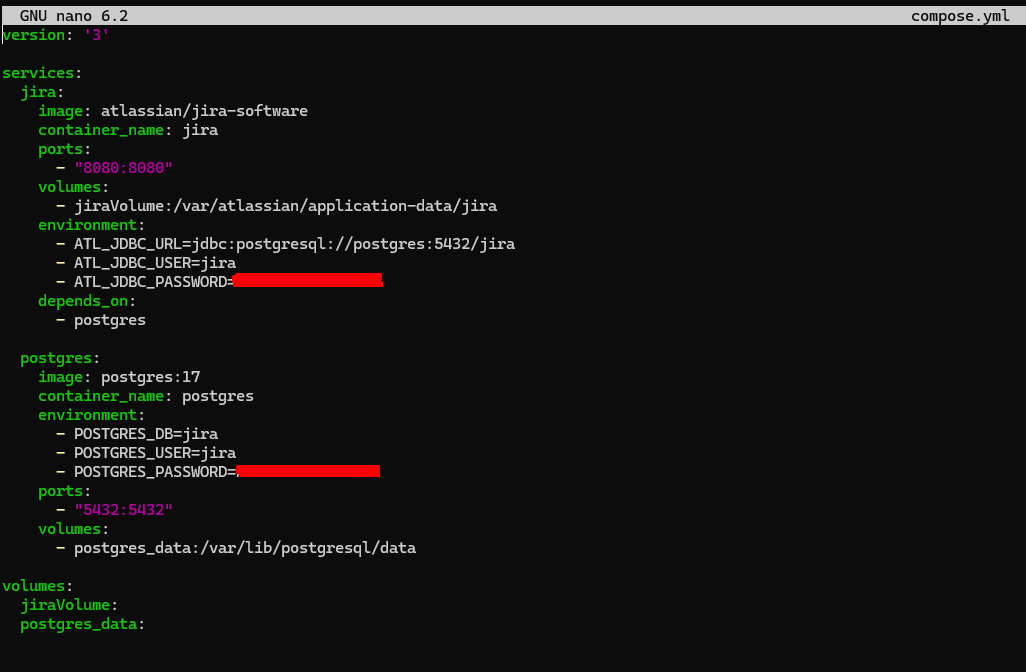 GNU nano 6.2 compose.yml
version: '3'
services:
  jira:
    image: atlassian/jira-software
    container_name: jira
    ports:
      - "8080:8080"
    volumes:
      - jiraVolume:/var/atlassian/application-data/jira
    environment:
      - ATL_JDBC_URL=jdbc:postgresql://postgres:5432/jira
      - ATL_JDBC_USER=jira
      - ATL_JDBC_PASSWORD=
    depends_on:
      - postgres
  postgres:
    image: postgres:17
    container_name: postgres
    environment:
      - POSTGRES_DB=jira
      - POSTGRES_USER=jira
      - POSTGRES_PASSWORD=
    ports:
      - "5432:5432"
    volumes:
      - postgres_data:/var/lib/postgresql/data
volumes:
  jiraVolume:
  postgres_data: